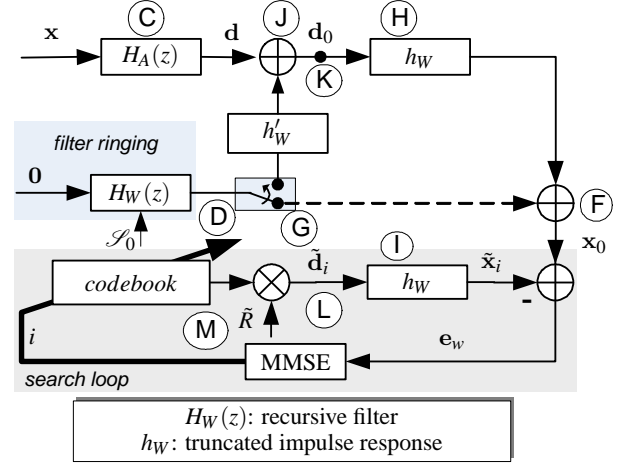 C J H
x H_A(z) d d_0 h_W
K
filter ringing h'_W
0 H_W(z)
D G F
𝒮_0 I x_0
codebook d̃_i h_W x̃_i
-
M R̃ L
i MMSE e_w
search loop
H_W(z): recursive filter
h_W: truncated impulse response